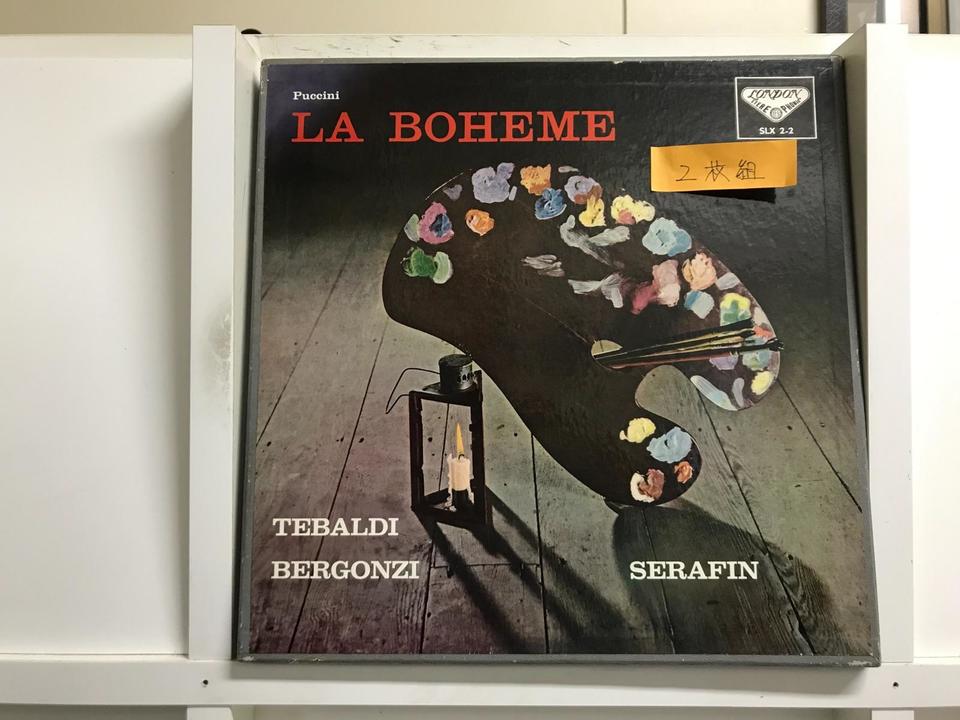 Puccini
LA BOHEME
LONDON
SLX 2-2
2枚組
TEBALDI
BERGONZI
SERAFIN